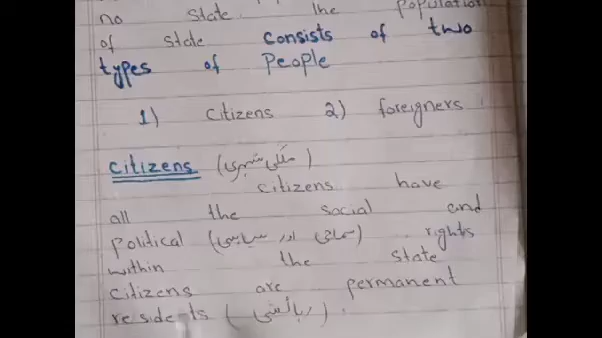 no state. The population
of state consists of two
types of people
1) citizens 2) foreigners
citizens (ملکی شہری)
citizens have
all the social and
political (سماجی اور سیاسی) rights
within the state
citizens are permanent
residents (رہائشی).